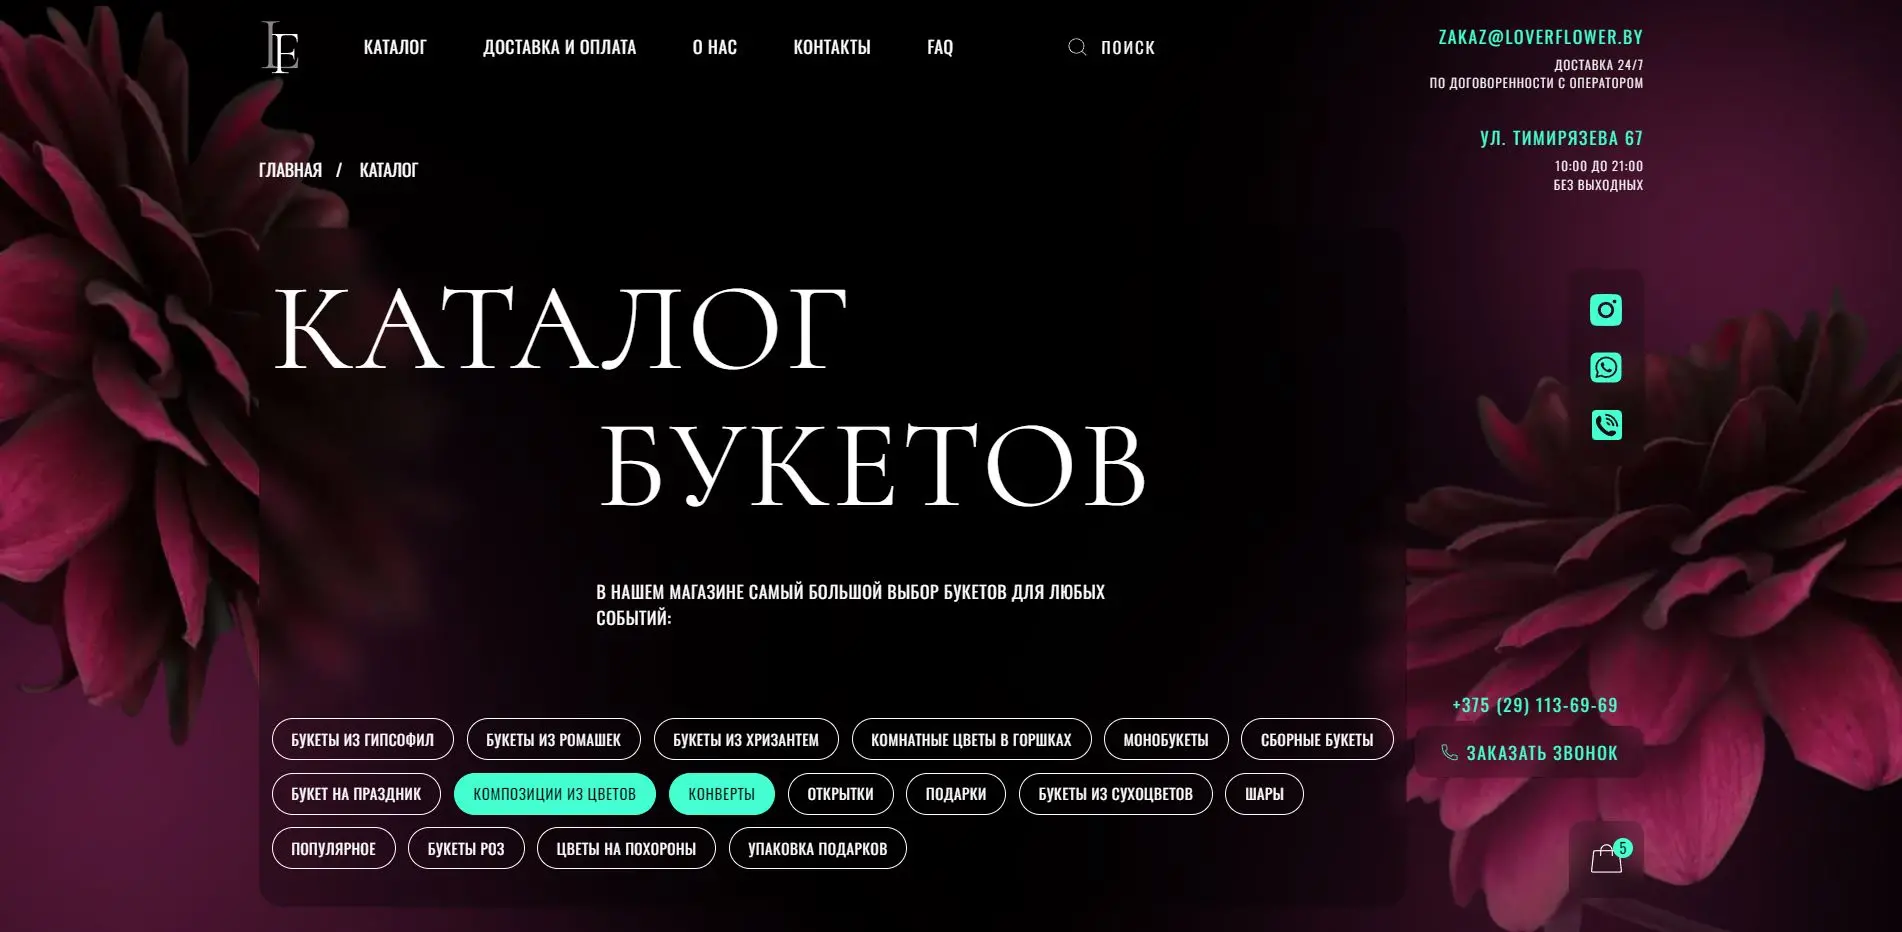 LE
КАТАЛОГ
ДОСТАВКА И ОПЛАТА
О НАС
КОНТАКТЫ
FAQ
ПОИСК
ZAKAZ@LOVERFLOWER.BY
ДОСТАВКА 24/7
ПО ДОГОВОРЕННОСТИ С ОПЕРАТОРОМ
УЛ. ТИМИРЯЗЕВА 67
10:00 ДО 21:00
БЕЗ ВЫХОДНЫХ
ГЛАВНАЯ / КАТАЛОГ
КАТАЛОГ
БУКЕТОВ
В НАШЕМ МАГАЗИНЕ САМЫЙ БОЛЬШОЙ ВЫБОР БУКЕТОВ ДЛЯ ЛЮБЫХ
СОБЫТИЙ:
БУКЕТЫ ИЗ ГИПСОФИЛ
БУКЕТЫ ИЗ РОМАШЕК
БУКЕТЫ ИЗ ХРИЗАНТЕМ
КОМНАТНЫЕ ЦВЕТЫ В ГОРШКАХ
МОНОБУКЕТЫ
СБОРНЫЕ БУКЕТЫ
БУКЕТ НА ПРАЗДНИК
КОМПОЗИЦИИ ИЗ ЦВЕТОВ
КОНВЕРТЫ
ОТКРЫТКИ
ПОДАРКИ
БУКЕТЫ ИЗ СУХОЦВЕТОВ
ШАРЫ
ПОПУЛЯРНОЕ
БУКЕТЫ РОЗ
ЦВЕТЫ НА ПОХОРОНЫ
УПАКОВКА ПОДАРКОВ
+375 (29) 113-69-69
ЗАКАЗАТЬ ЗВОНОК
5